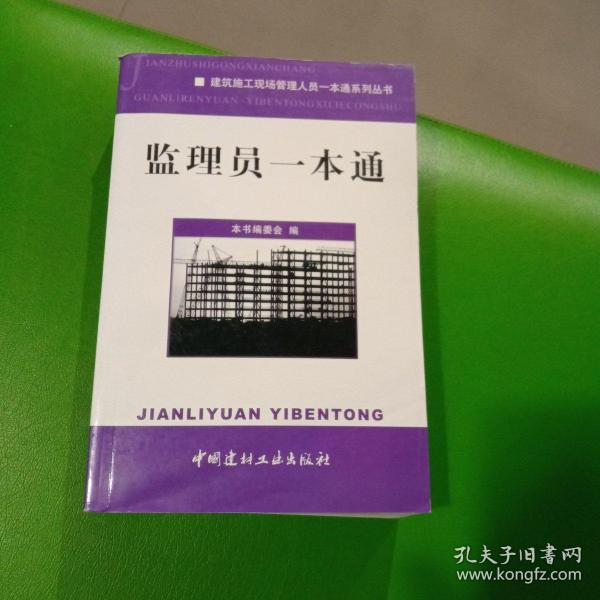 JIANZHUSHIGONGXIANCHANG
■ 建筑施工现场管理人员一本通系列丛书
GUANLIRENYUAN YIBENTONGXILIECONGSHU
监理员一本通
本书编委会 编
JIANLIYUAN YIBENTONG
中国建材工业出版社
孔夫子旧书网
www.kongfz.com